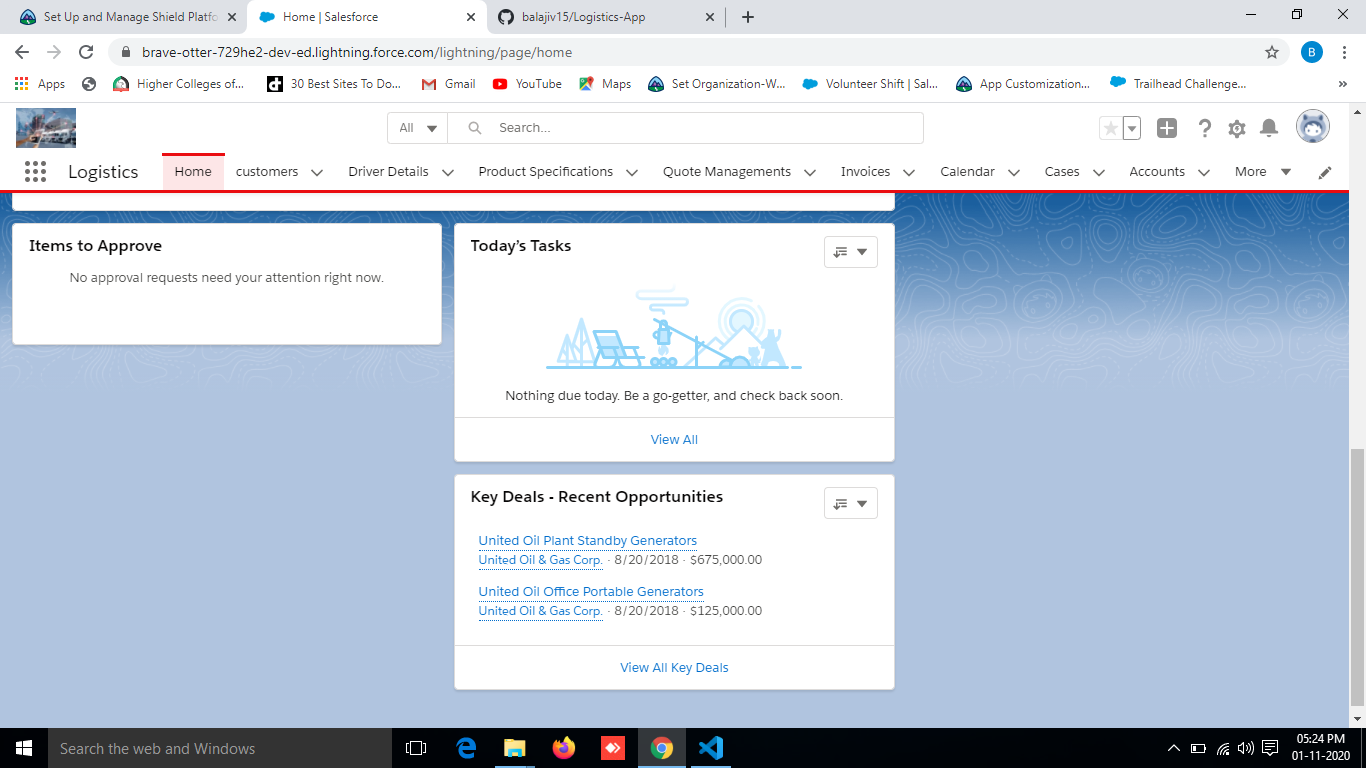 Set Up and Manage Shield Platfo
Home | Salesforce
balajiv15/Logistics-App
brave-otter-729he2-dev-ed.lightning.force.com/lightning/page/home
B
Apps
Higher Colleges of...
30 Best Sites To Do...
Gmail
YouTube
Maps
Set Organization-W...
Volunteer Shift | Sal...
App Customization...
Trailhead Challenge...
All
Search...
Logistics
Home
customers
Driver Details
Product Specifications
Quote Managements
Invoices
Calendar
Cases
Accounts
More
Items to Approve
No approval requests need your attention right now.
Today's Tasks
Nothing due today. Be a go-getter, and check back soon.
View All
Key Deals - Recent Opportunities
United Oil Plant Standby Generators
United Oil & Gas Corp. · 8/20/2018 · $675,000.00
United Oil Office Portable Generators
United Oil & Gas Corp. · 8/20/2018 · $125,000.00
View All Key Deals
Search the web and Windows
05:24 PM
01-11-2020